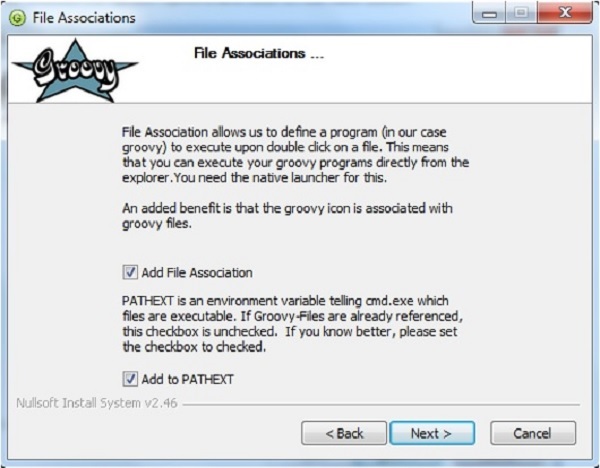 File Associations
Groovy
File Associations ...
File Association allows us to define a program (in our case
groovy) to execute upon double click on a file. This means
that you can execute your groovy programs directly from the
explorer.You need the native launcher for this.
An added benefit is that the groovy icon is associated with
groovy files.
Add File Association
PATHEXT is an environment variable telling cmd.exe which
files are executable. If Groovy-Files are already referenced,
this checkbox is unchecked.  If you know better, please set
the checkbox to checked.
Add to PATHEXT
Nullsoft Install System v2.46
< Back
Next >
Cancel